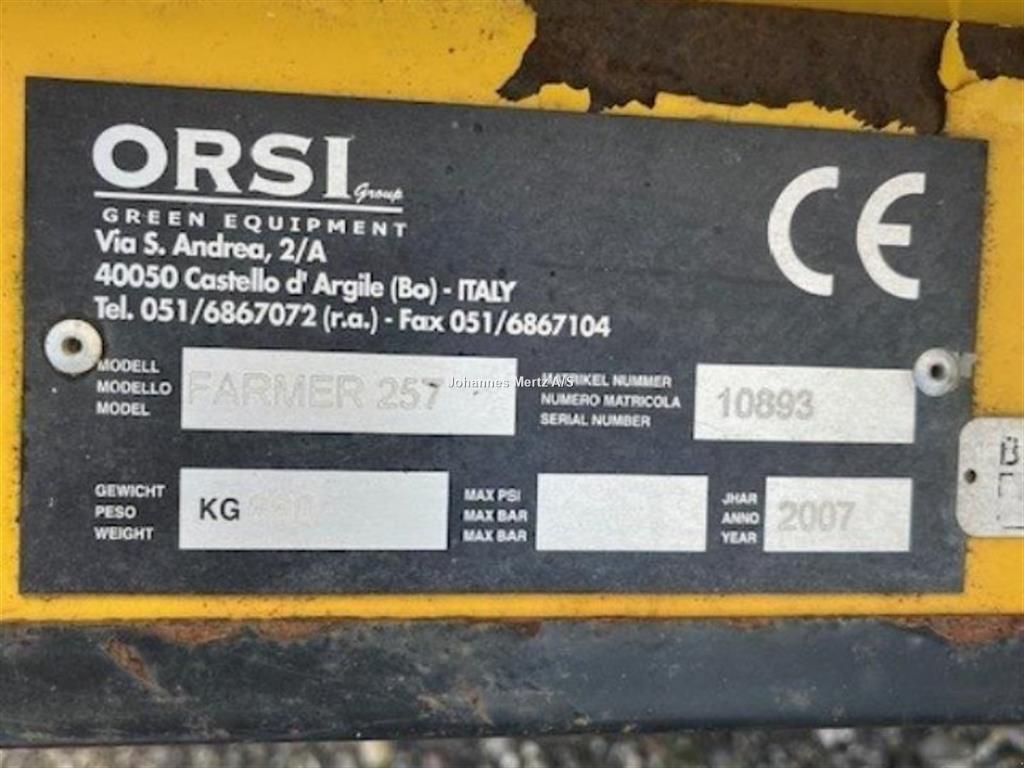 ORSI Group
GREEN EQUIPMENT
Via S. Andrea, 2/A
40050 Castello d' Argile (Bo) - ITALY
Tel. 051/6867072 (r.a.) - Fax 051/6867104
MODELL
MODELLO
MODEL
FARMER 257
Johannes Mertz A/S
MATRIKEL NUMMER
NUMERO MATRICOLA
SERIAL NUMBER
10893
GEWICHT
PESO
WEIGHT
KG
MAX PSI
MAX BAR
MAX BAR
JHAR
ANNO
YEAR
2007
CE
B